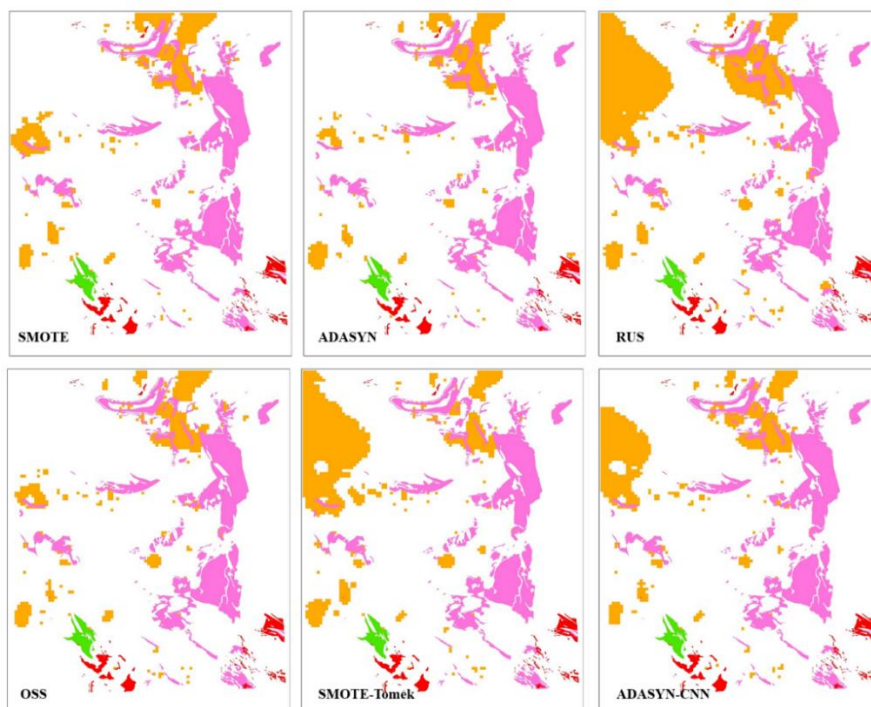 SMOTE
ADASYN
RUS
OSS
SMOTE-Tomek
ADASYN-CNN